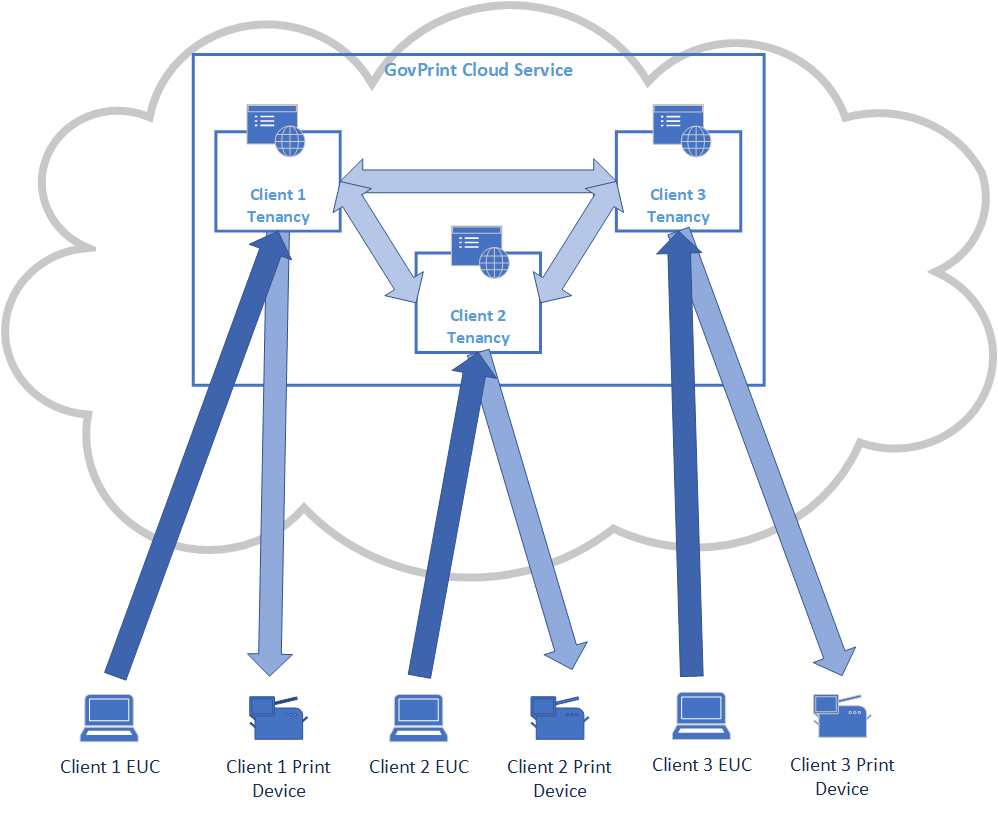 GovPrint Cloud Service
Client 1
Tenancy
Client 3
Tenancy
Client 2
Tenancy
Client 1 EUC
Client 1 Print
Device
Client 2 EUC
Client 2 Print
Device
Client 3 EUC
Client 3 Print
Device